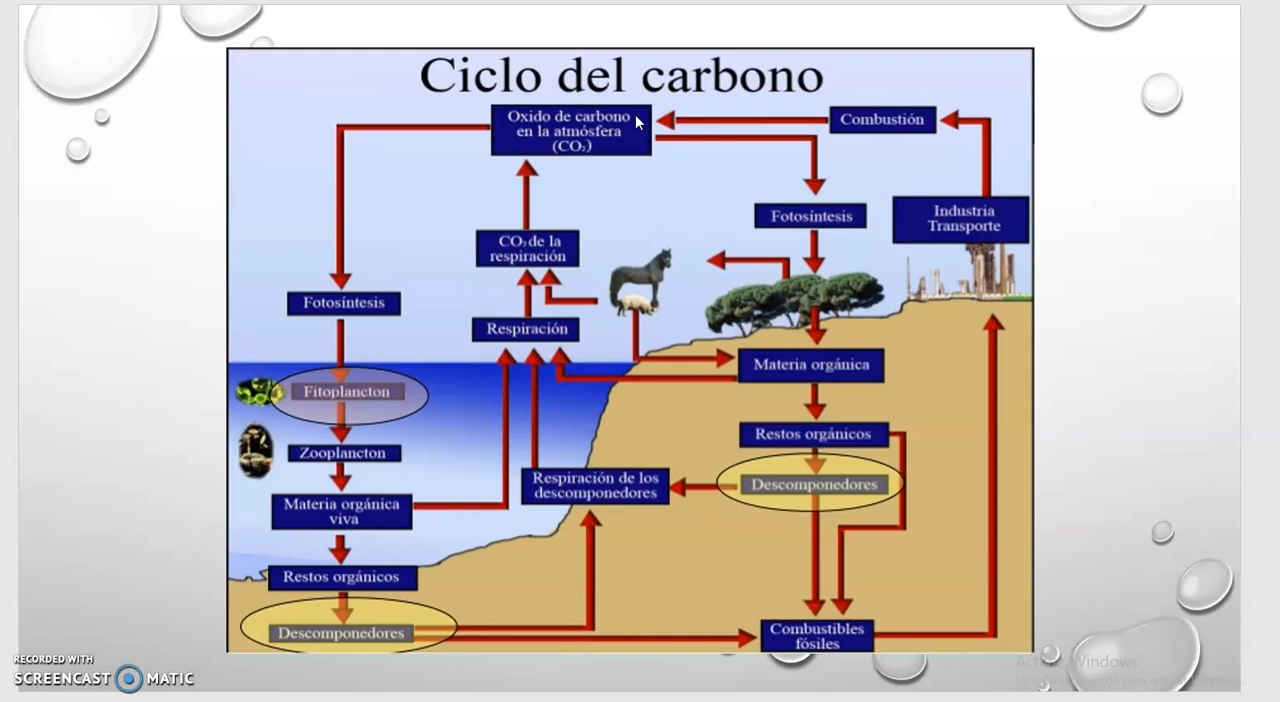 Ciclo del carbono
Oxido de carbono
en la atmósfera
(CO₂)
Combustión
Fotosíntesis
Industria
Transporte
CO₂ de la
respiración
Fotosíntesis
Respiración
Materia orgánica
Fitoplancton
Restos orgánicos
Zooplancton
Respiración de los
descomponedores
Descomponedores
Materia orgánica
viva
Restos orgánicos
Descomponedores
Combustibles
fósiles
RECORDED WITH
SCREENCAST MATIC
Windows